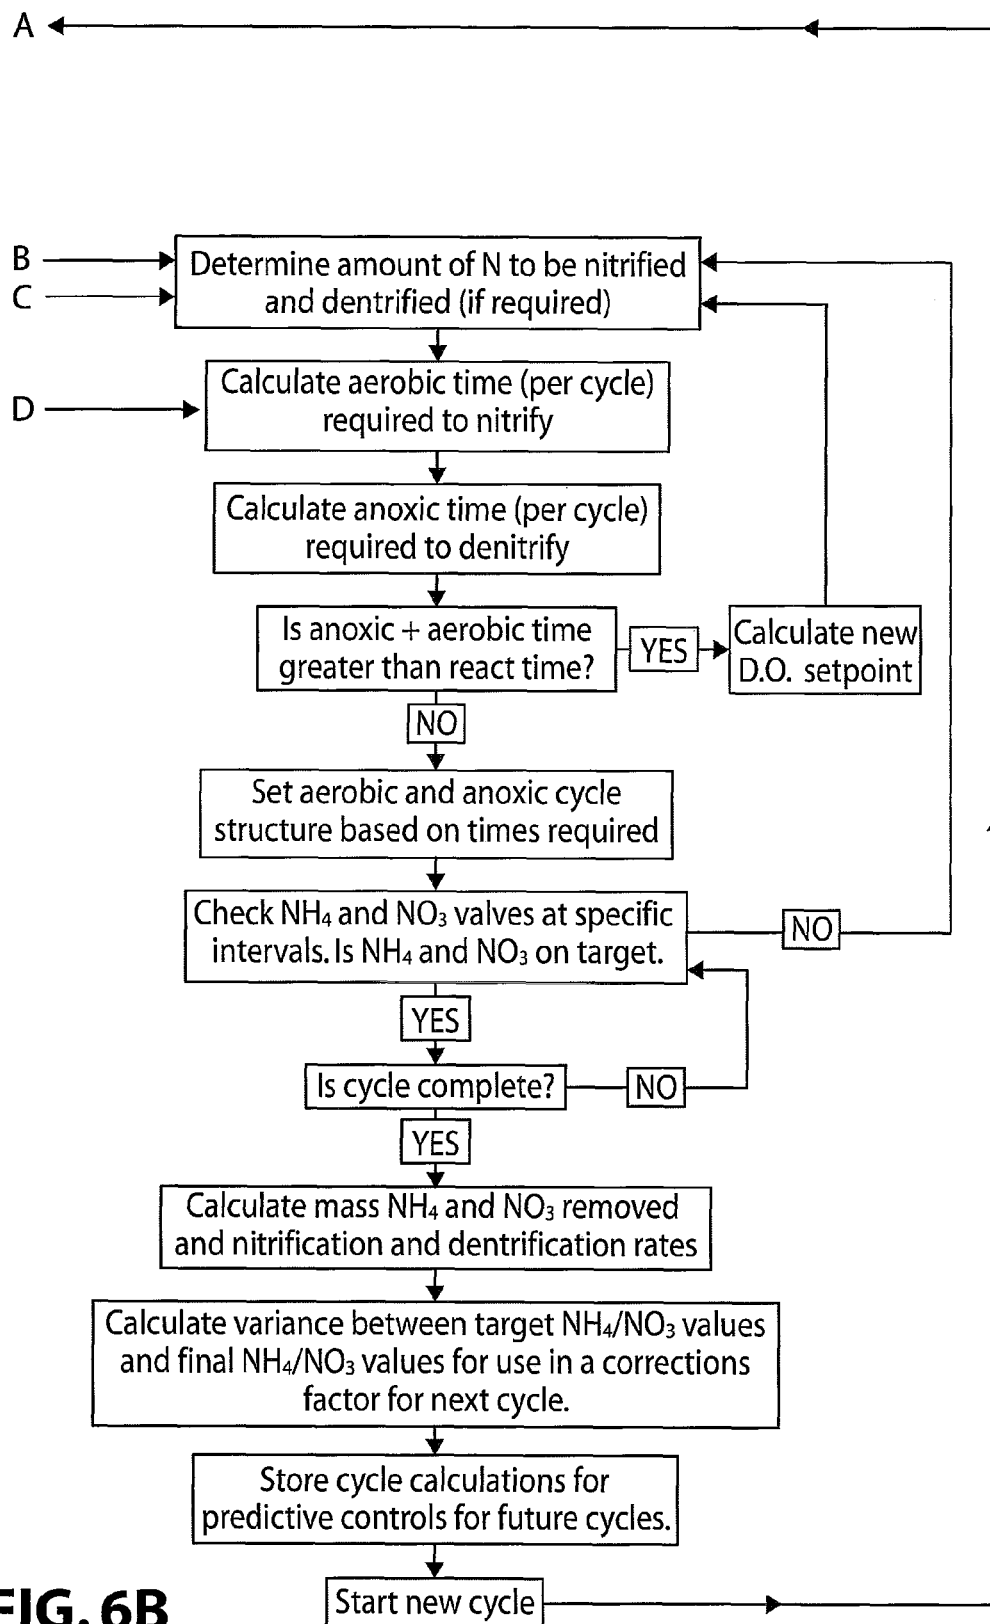 A
B
C
Determine amount of N to be nitrified
and dentrified (if required)
D
Calculate aerobic time (per cycle)
required to nitrify
Calculate anoxic time (per cycle)
required to denitrify
Is anoxic + aerobic time
greater than react time?
YES
Calculate new
D.O. setpoint
NO
Set aerobic and anoxic cycle
structure based on times required
Check NH₄ and NO₃ valves at specific
intervals. Is NH₄ and NO₃ on target.
NO
YES
Is cycle complete?
NO
YES
Calculate mass NH₄ and NO₃ removed
and nitrification and dentrification rates
Calculate variance between target NH₄/NO₃ values
and final NH₄/NO₃ values for use in a corrections
factor for next cycle.
Store cycle calculations for
predictive controls for future cycles.
Start new cycle
FIG. 6B